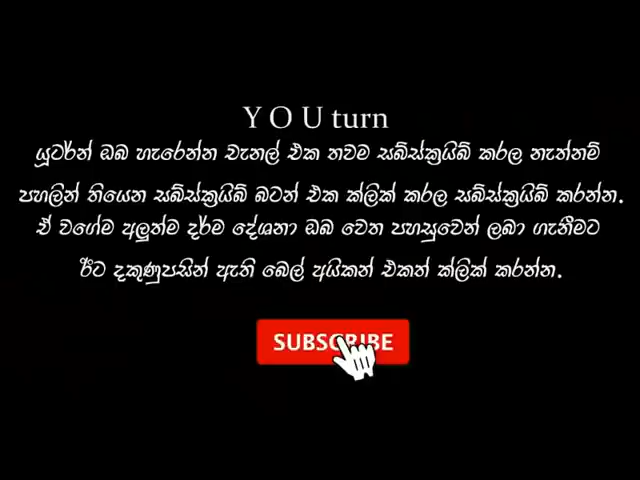 Y O U turn
යූටර්න් ඔබ හැරෙන්න චැනල් එක තවම සබ්ස්ක්‍රයිබ් කරල නැත්නම්
පහලින් තියෙන සබ්ස්ක්‍රයිබ් බටන් එක ක්ලික් කරල සබ්ස්ක්‍රයිබ් කරන්න.
ඒ වගේම අලුත්ම දර්ම දේශනා ඔබ වෙත පහසුවෙන් ලබා ගැනීමට
ඊට දකුණුපසින් ඇති බෙල් අයිකන් එකත් ක්ලික් කරන්න.
SUBSCRIBE